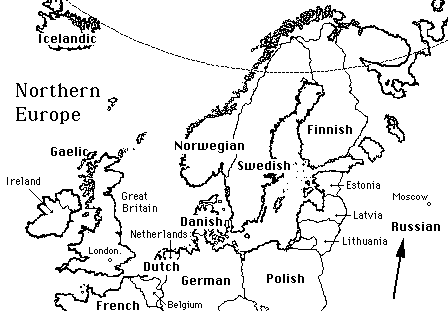 Icelandic
Northern
Europe
Finnish
Norwegian
Gaelic
Swedish
Ireland
Estonia
Great
Britain
Moscow
Danish
Latvia
Russian
Netherlands
Lithuania
London
Dutch
German
Polish
French
Belgium